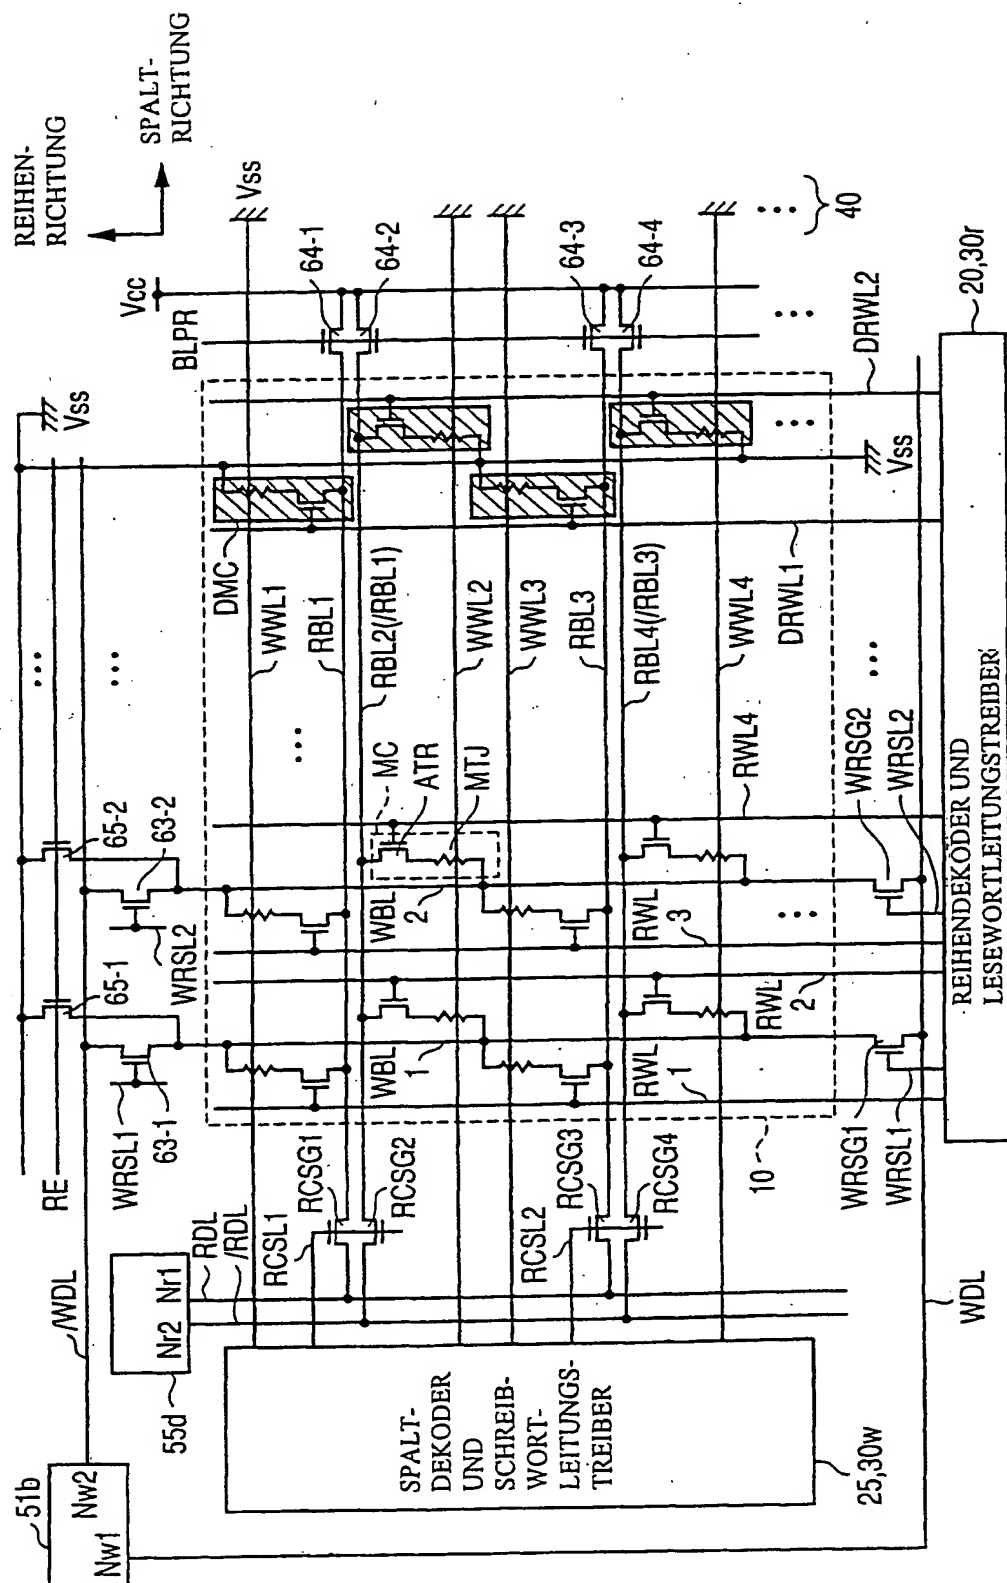 REIHEN-
RICHTUNG
SPALT-
RICHTUNG
51b
Nw2
Nw1
/WDL
RE
WRSL1
63-1
65-1
WRSL2
63-2
65-2
...
...
Vss
Vcc
BLPR
Vss
64-1
64-2
64-3
64-4
...
...
40
55d
Nr2
Nr1
RDL
/RDL
RCSL1
RCSG1
RCSG2
RCSL2
RCSG3
RCSG4
SPALT-
DEKODER
UND
SCHREIB-
WORT-
LEITUNGS-
TREIBER
25,30w
DMC
WWL1
RBL1
RBL2(/RBL1)
WWL2
WWL3
RBL3
RBL4(/RBL3)
WWL4
...
MC
ATR
MTJ
WBL
1
WBL
2
RWL
1
RWL
2
RWL
3
RWL4
...
...
...
DRWL1
DRWL2
Vss
10
WRSG1
WRSL1
WRSG2
WRSL2
WDL
REIHENDEKODER UND
LESEWORTLEITUNGSTREIBER
20,30r